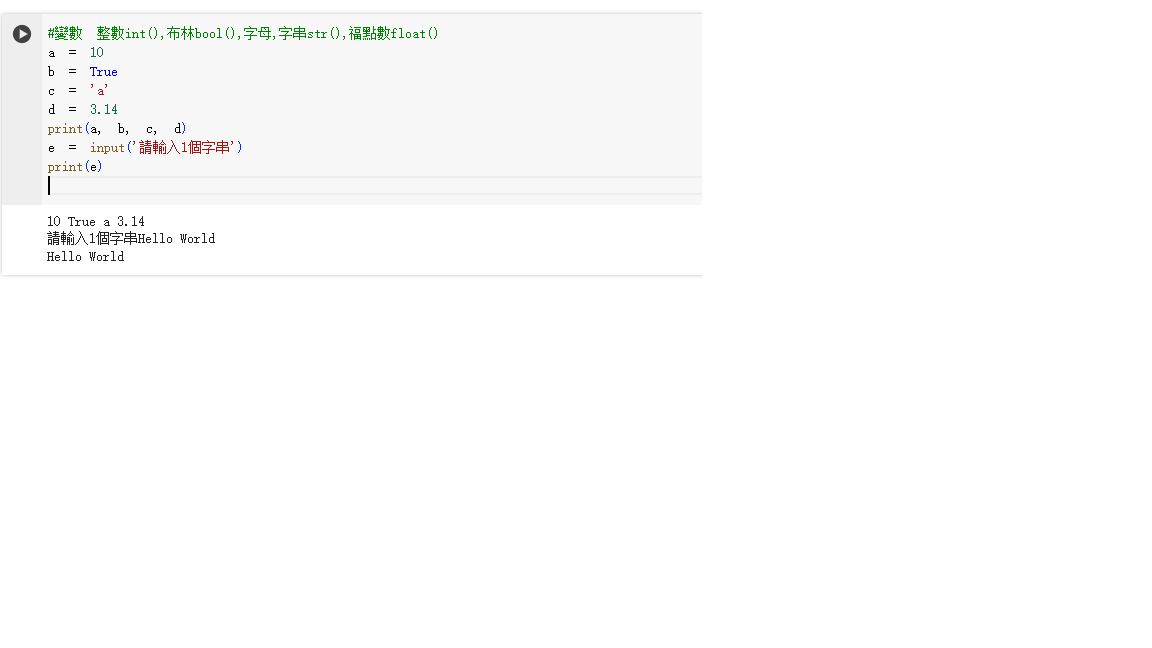 #變數  整數int(),布林bool(),字母,字串str(),福點數float()
a = 10
b = True
c = 'a'
d = 3.14
print(a, b, c, d)
e = input('請輸入1個字串')
print(e)
10 True a 3.14
請輸入1個字串Hello World
Hello World